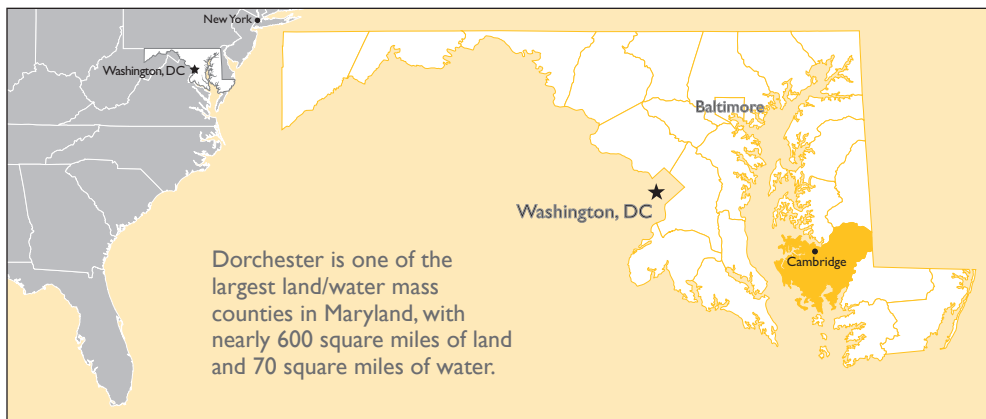 New York
Washington, DC
Baltimore
Washington, DC
Cambridge
Dorchester is one of the
largest land/water mass
counties in Maryland, with
nearly 600 square miles of land
and 70 square miles of water.